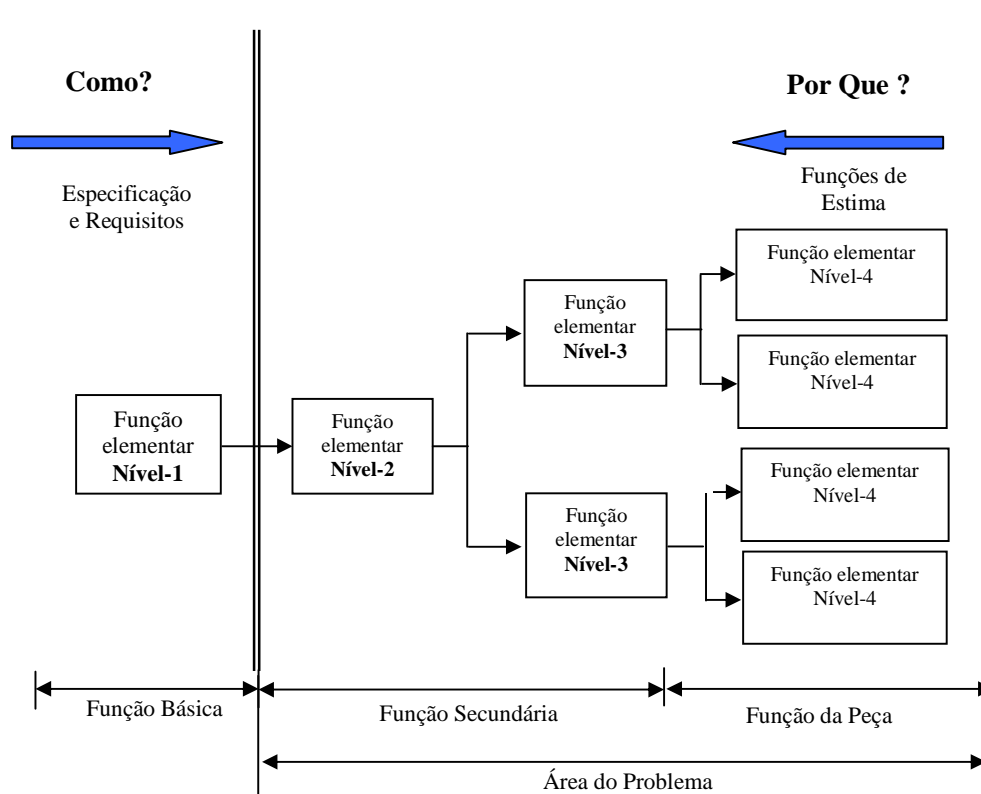 Como?
Por Que ?
Especificação
e Requisitos
Funções de
Estima
Função elementar
Nível-4
Função
elementar
Nível-3
Função elementar
Nível-4
Função
elementar
Nível-1
Função
elementar
Nível-2
Função elementar
Nível-4
Função
elementar
Nível-3
Função elementar
Nível-4
Função Básica
Função Secundária
Função da Peça
Área do Problema